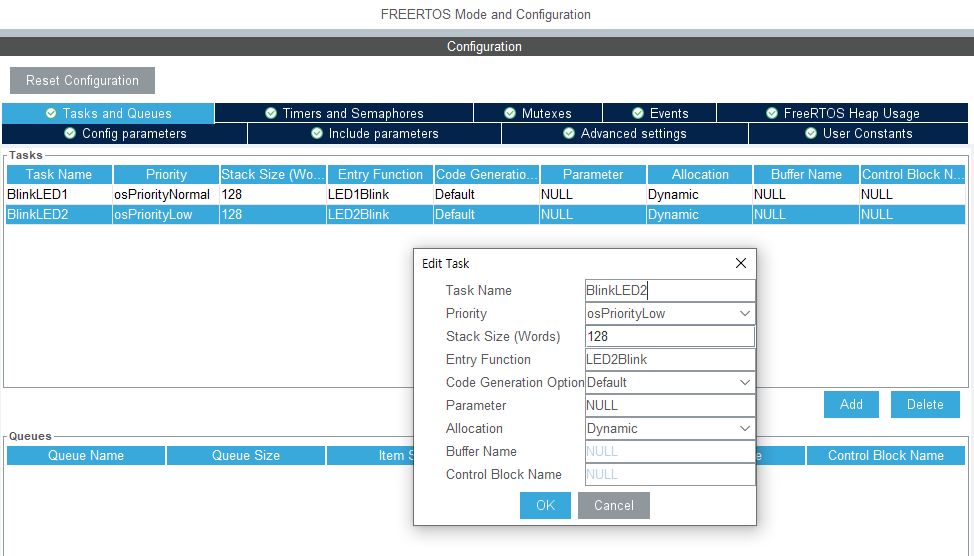 FREERTOS Mode and Configuration
Configuration
Reset Configuration
Tasks and Queues Timers and Semaphores Mutexes Events FreeRTOS Heap Usage
Config parameters Include parameters Advanced settings User Constants
Tasks
Task Name Priority Stack Size (Wo... Entry Function Code Generatio... Parameter Allocation Buffer Name Control Block N...
BlinkLED1 osPriorityNormal 128 LED1Blink Default NULL Dynamic NULL NULL
BlinkLED2 osPriorityLow 128 LED2Blink Default NULL Dynamic NULL NULL
Edit Task
Task Name BlinkLED2
Priority osPriorityLow
Stack Size (Words) 128
Entry Function LED2Blink
Code Generation Option Default
Parameter NULL
Allocation Dynamic
Buffer Name NULL
Control Block Name NULL
OK Cancel
Add Delete
Queues
Queue Name Queue Size Item S Control Block Name